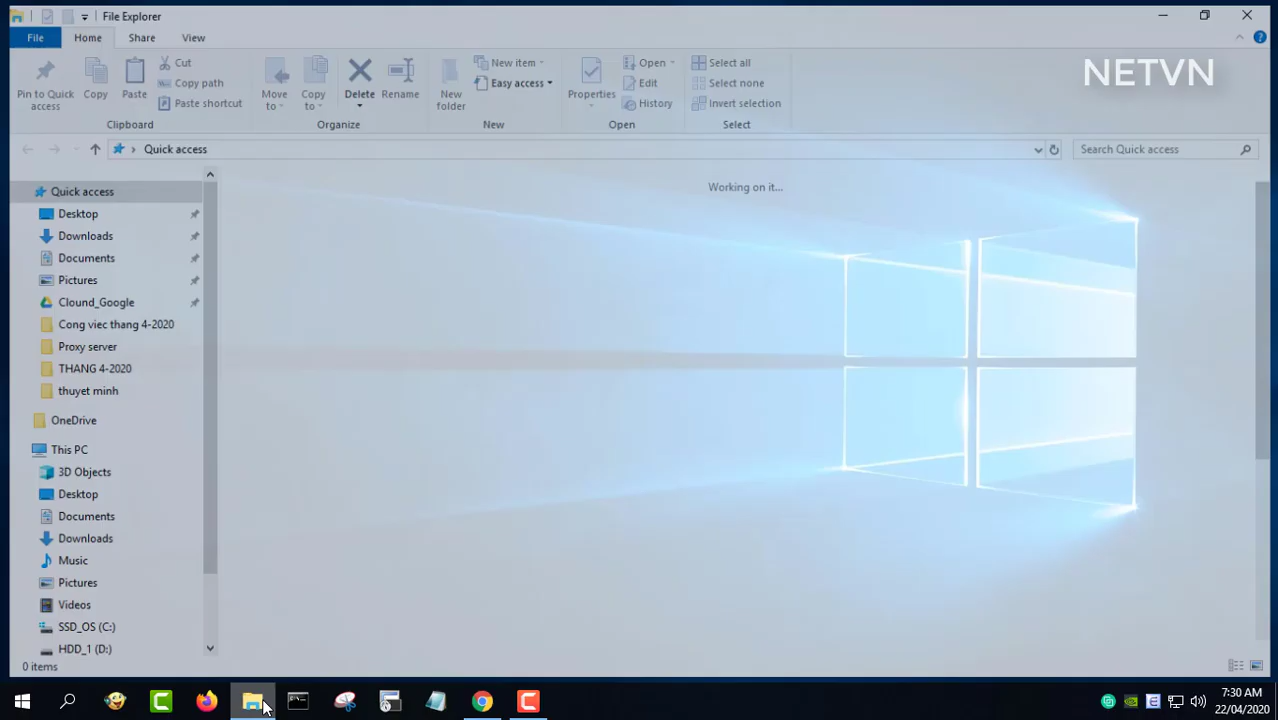 File Explorer
File Home Share View
NETVN
Pin to Quick access
Copy
Paste
Cut
Copy path
Paste shortcut
Clipboard
Move to
Copy to
Delete
Rename
Organize
New folder
New item
Easy access
New
Properties
Open
Edit
History
Open
Select all
Select none
Invert selection
Select
Quick access
Search Quick access
Working on it...
Quick access
Desktop
Downloads
Documents
Pictures
Clound_Google
Cong viec thang 4-2020
Proxy server
THANG 4-2020
thuyet minh
OneDrive
This PC
3D Objects
Desktop
Documents
Downloads
Music
Pictures
Videos
SSD_OS (C:)
HDD_1 (D:)
0 items
7:30 AM
22/04/2020